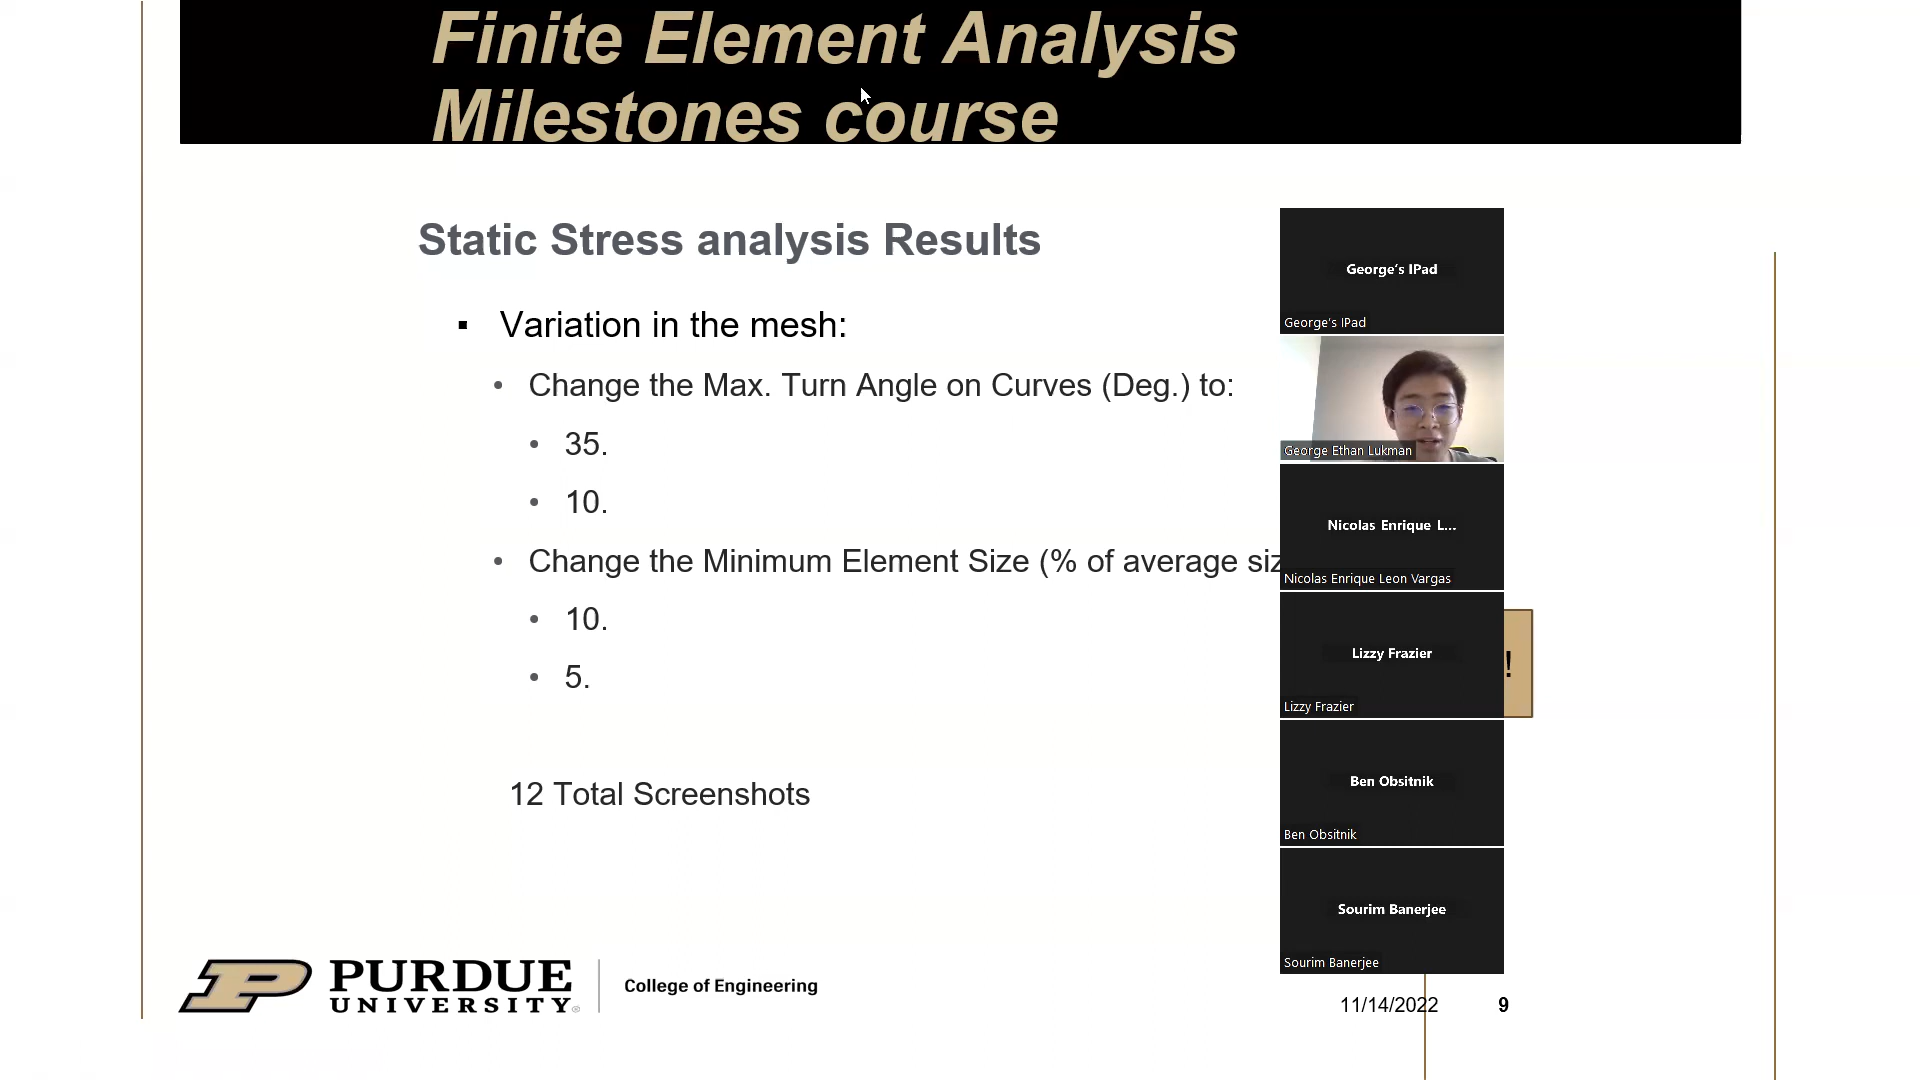 Finite Element Analysis
Milestones course
Static Stress analysis Results
Variation in the mesh:
Change the Max. Turn Angle on Curves (Deg.) to:
35.
10.
Change the Minimum Element Size (% of average siz
10.
5.
12 Total Screenshots
George's IPad
George's IPad
George Ethan Lukman
Nicolas Enrique L...
Nicolas Enrique Leon Vargas
Lizzy Frazier
Lizzy Frazier
!
Ben Obsitnik
Ben Obsitnik
Sourim Banerjee
Sourim Banerjee
PURDUE
UNIVERSITY®
College of Engineering
11/14/2022 9